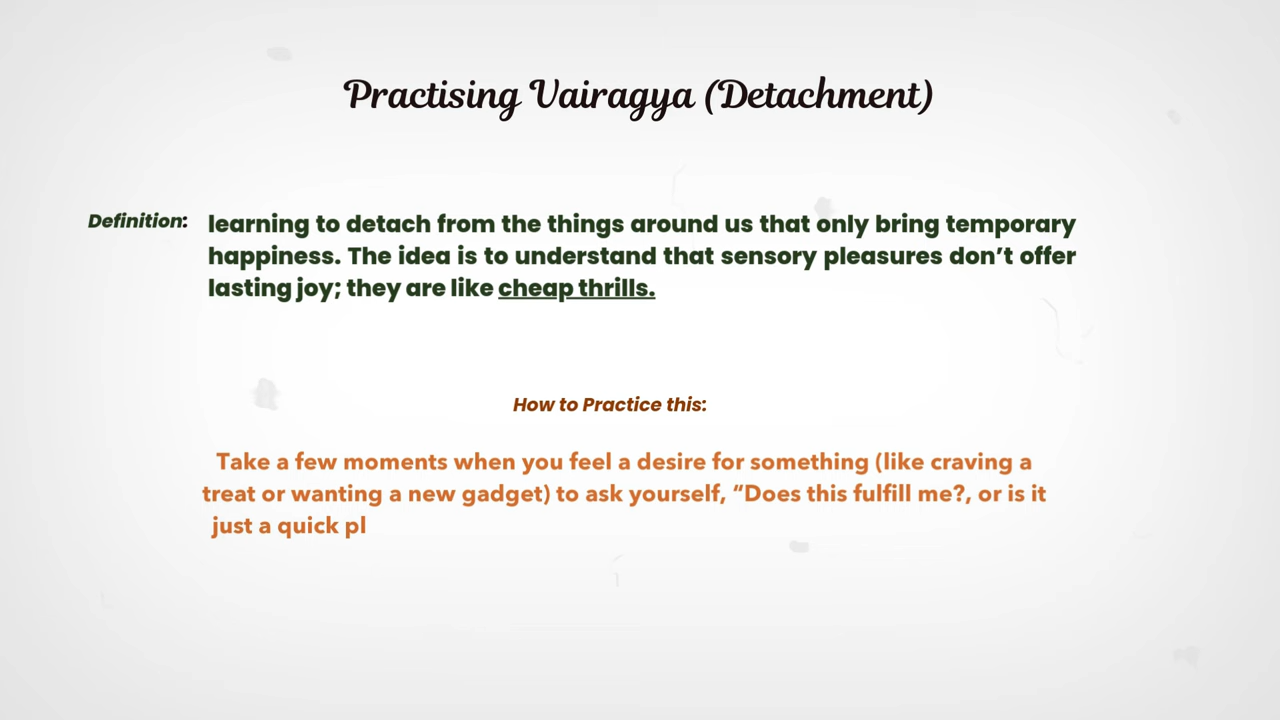 Practising Vairagya (Detachment)
Definition: learning to detach from the things around us that only bring temporary
happiness. The idea is to understand that sensory pleasures don’t offer
lasting joy; they are like cheap thrills.
How to Practice this:
Take a few moments when you feel a desire for something (like craving a
treat or wanting a new gadget) to ask yourself, “Does this fulfill me?, or is it
just a quick pl